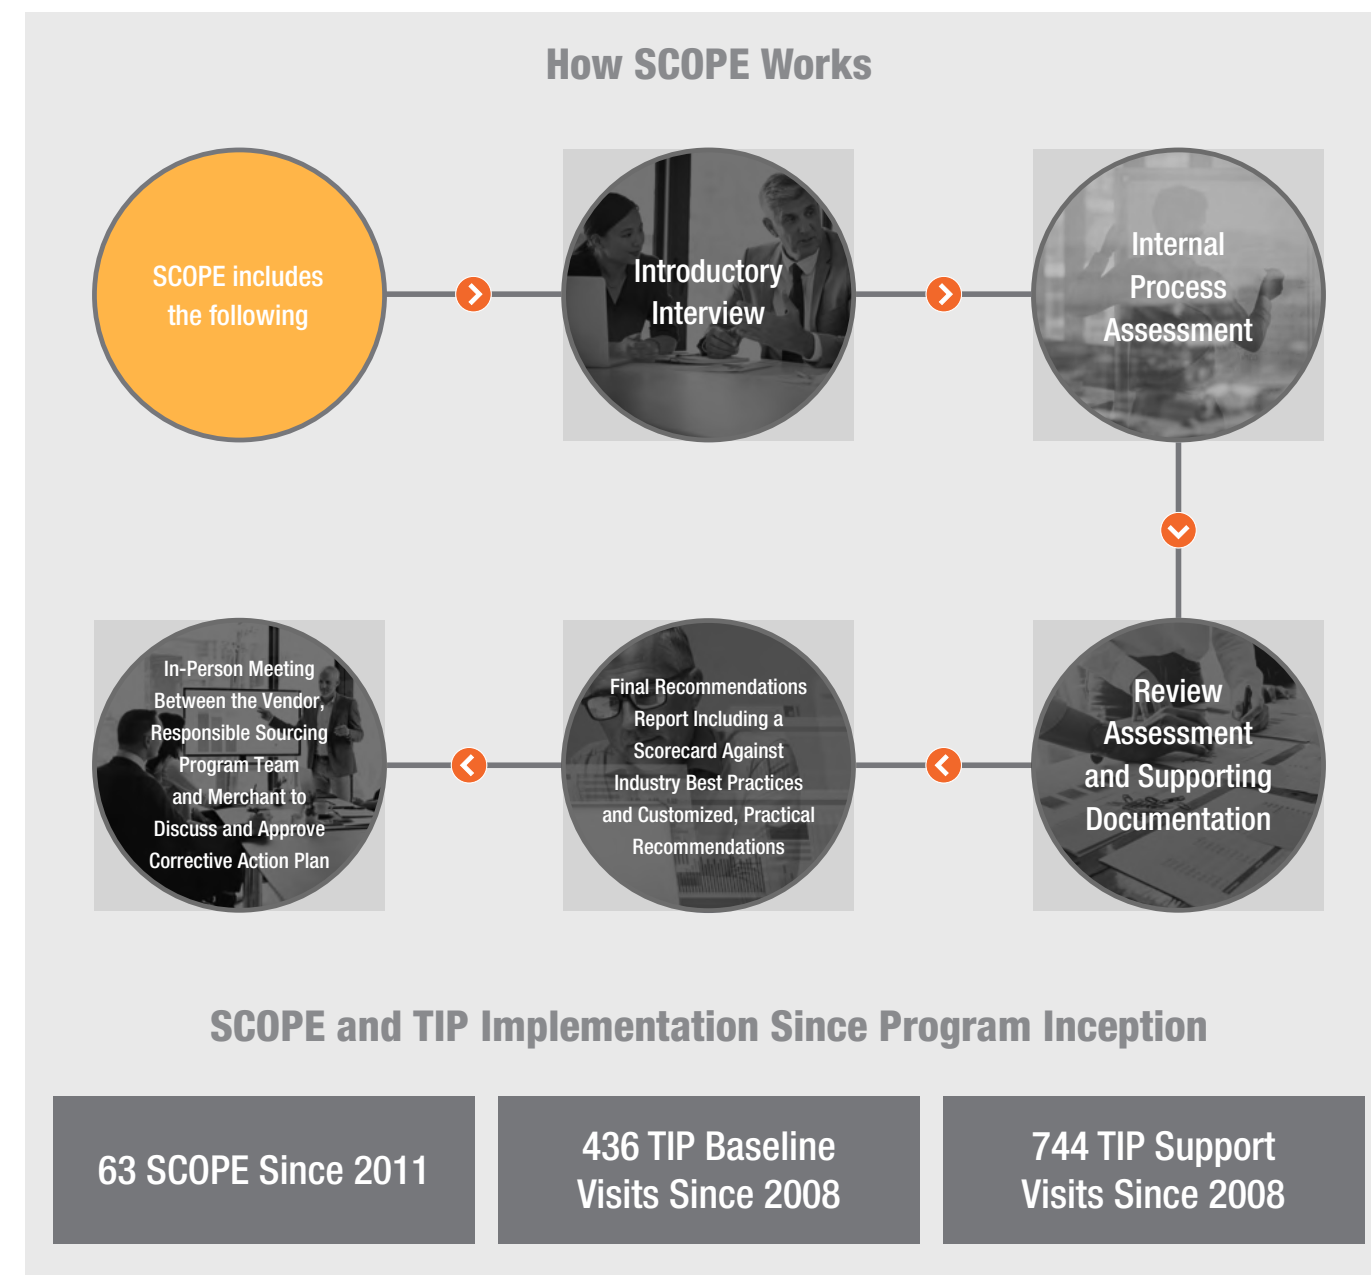 How SCOPE Works
SCOPE includes
the following
Introductory
Interview
Internal
Process
Assessment
Review
Assessment
and Supporting
Documentation
Final Recommendations
Report Including a
Scorecard Against
Industry Best Practices
and Customized, Practical
Recommendations
In-Person Meeting
Between the Vendor,
Responsible Sourcing
Program Team
and Merchant to
Discuss and Approve
Corrective Action Plan
SCOPE and TIP Implementation Since Program Inception
63 SCOPE Since 2011
436 TIP Baseline
Visits Since 2008
744 TIP Support
Visits Since 2008